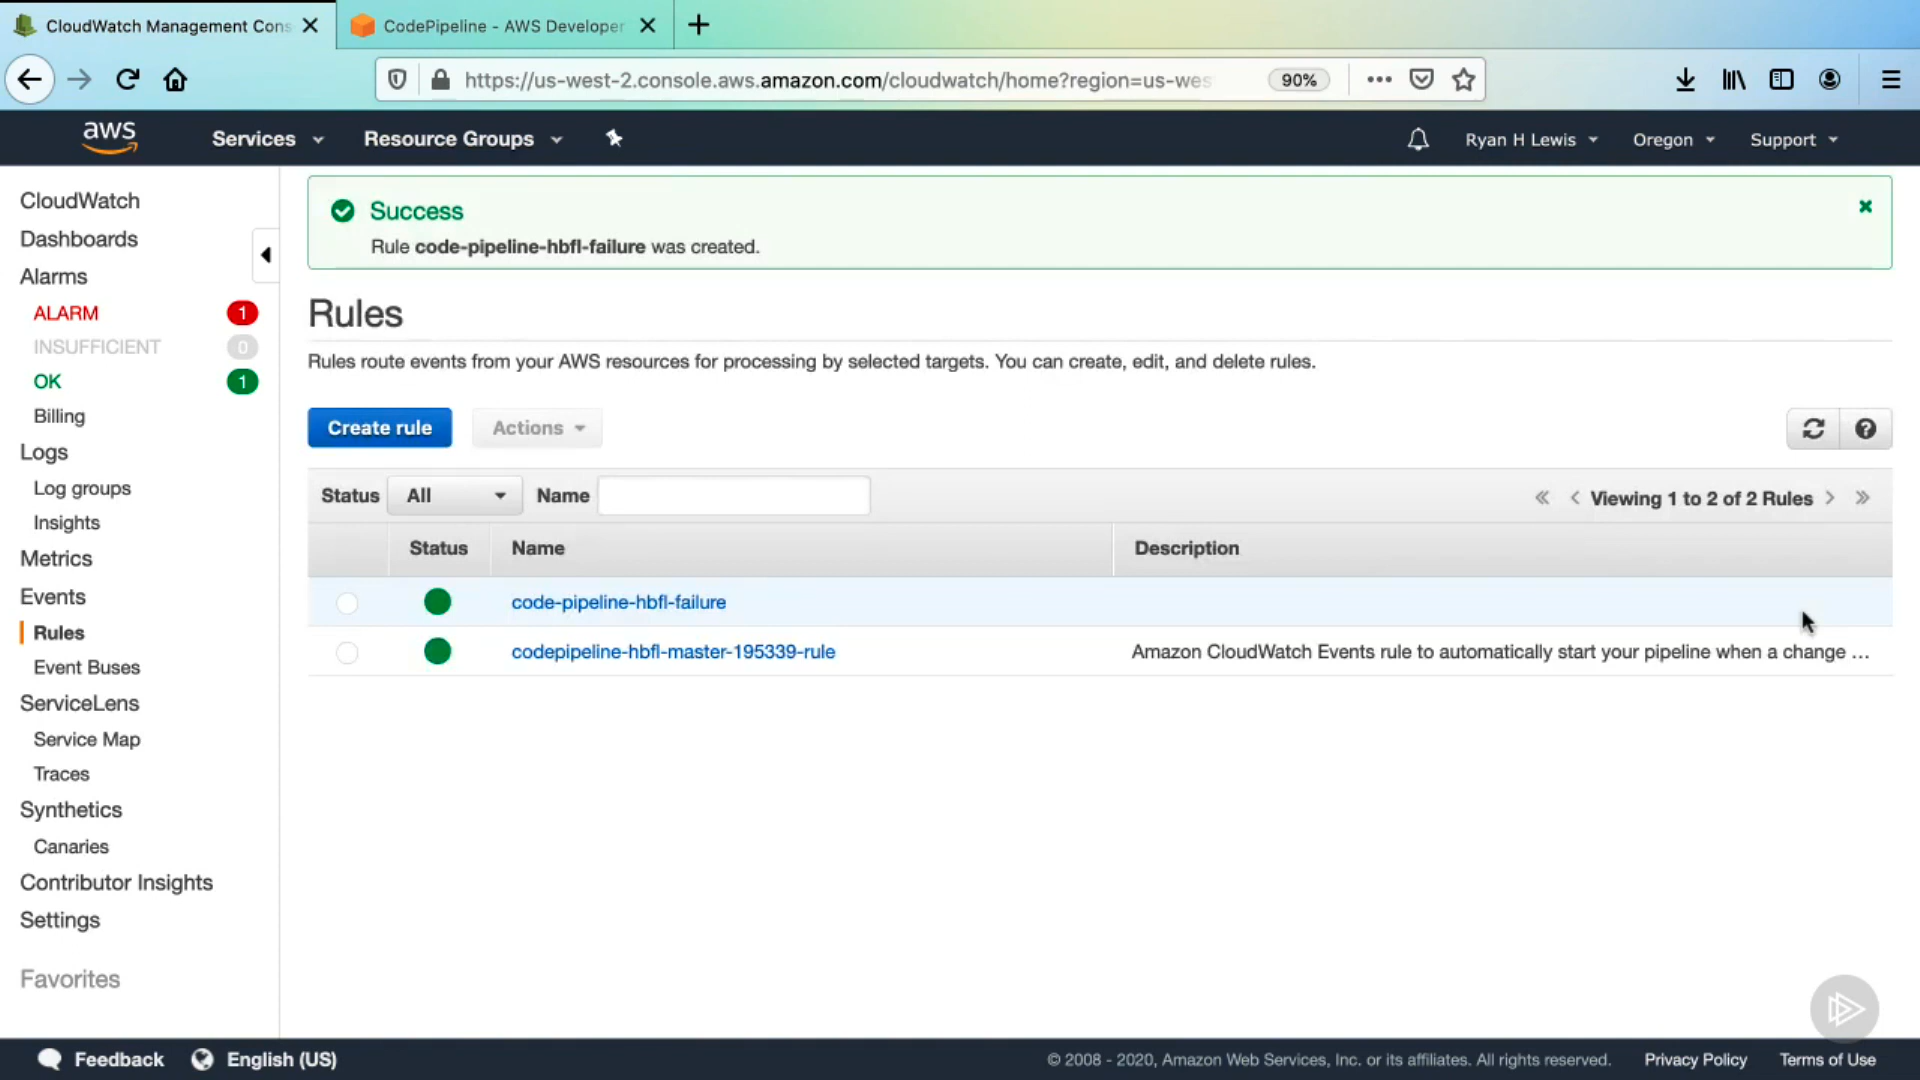 CloudWatch Management Cons
CodePipeline - AWS Developer
https://us-west-2.console.aws.amazon.com/cloudwatch/home?region=us-wes
90%
aws
Services
Resource Groups
Ryan H Lewis
Oregon
Support
CloudWatch
Dashboards
Alarms
ALARM 1
INSUFFICIENT 0
OK 1
Billing
Logs
Log groups
Insights
Metrics
Events
Rules
Event Buses
ServiceLens
Service Map
Traces
Synthetics
Canaries
Contributor Insights
Settings
Favorites
Success
Rule code-pipeline-hbfl-failure was created.
Rules
Rules route events from your AWS resources for processing by selected targets. You can create, edit, and delete rules.
Create rule
Actions
Status All Name
« < Viewing 1 to 2 of 2 Rules > »
Status Name Description
code-pipeline-hbfl-failure
codepipeline-hbfl-master-195339-rule Amazon CloudWatch Events rule to automatically start your pipeline when a change ...
Feedback
English (US)
© 2008 - 2020, Amazon Web Services, Inc. or its affiliates. All rights reserved.
Privacy Policy
Terms of Use